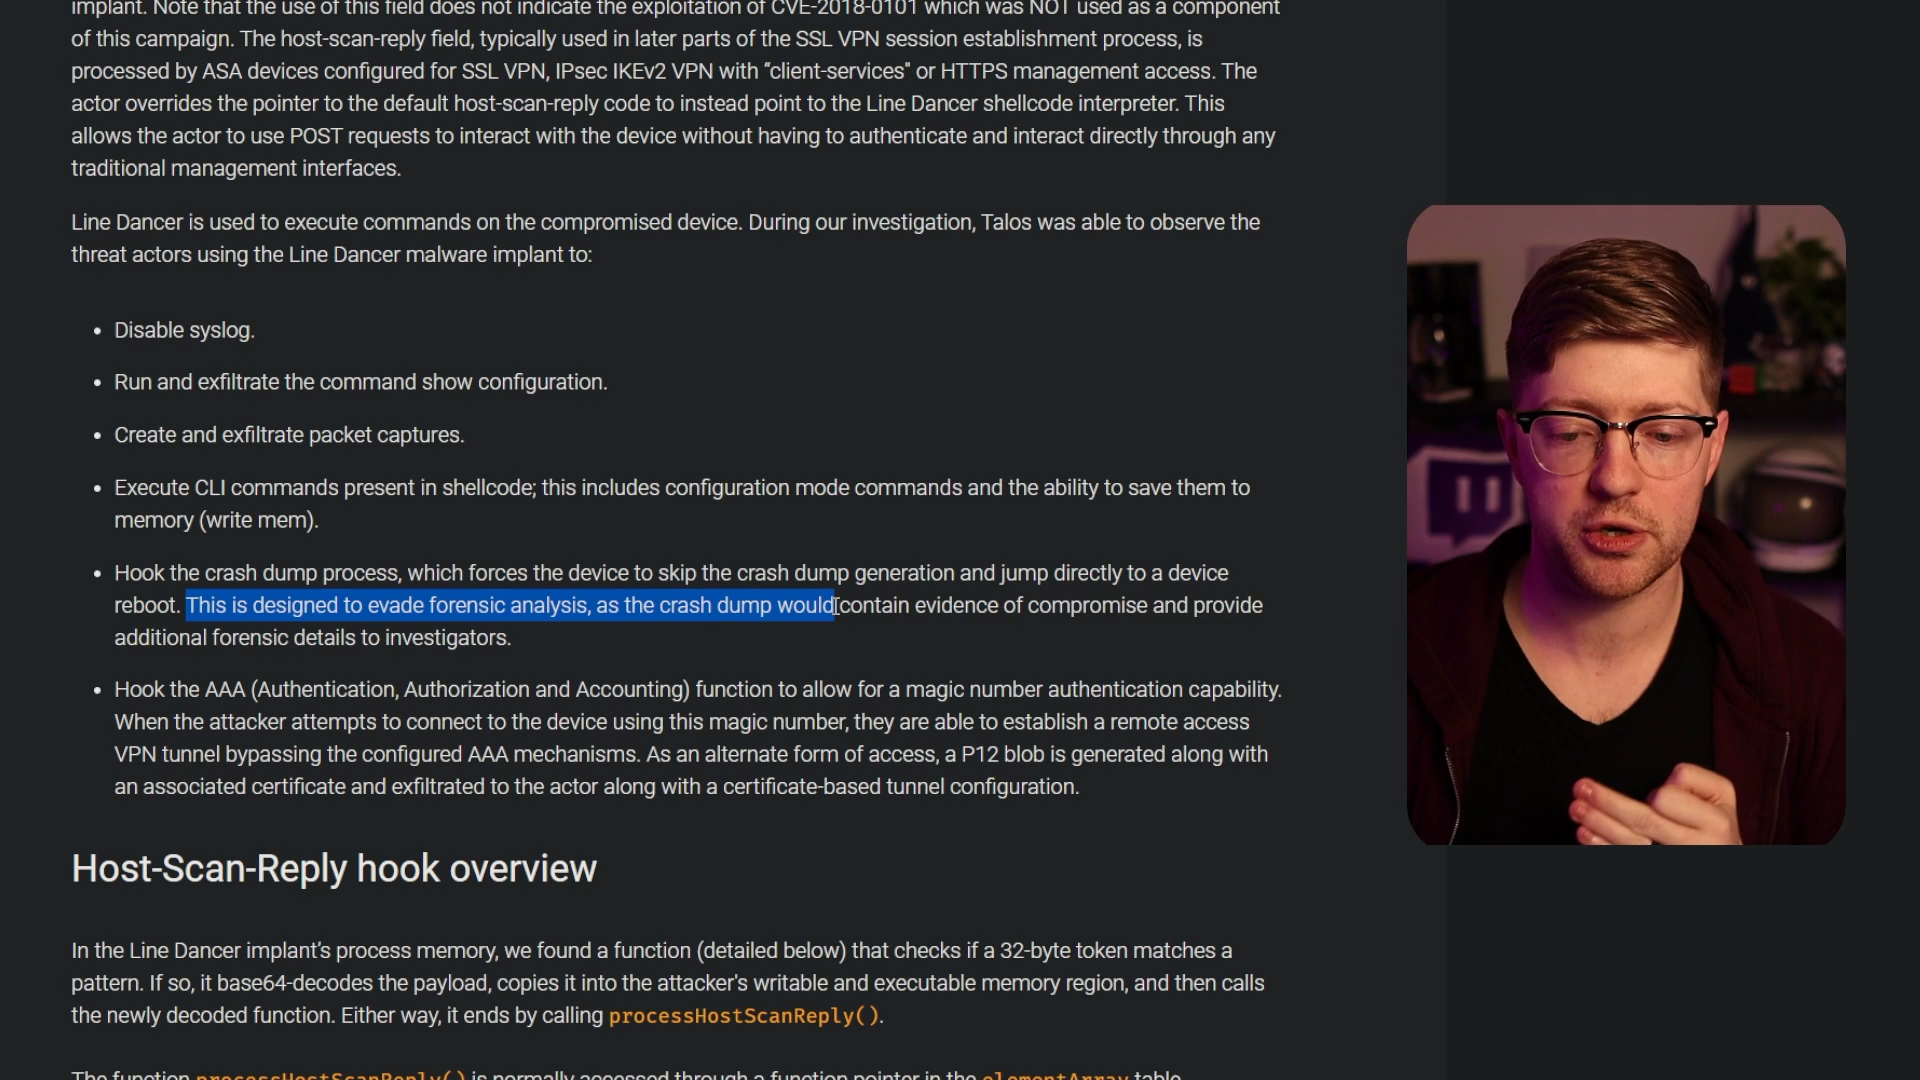 implant. Note that the use of this field does not indicate the exploitation of CVE-2018-0101 which was NOT used as a component
of this campaign. The host-scan-reply field, typically used in later parts of the SSL VPN session establishment process, is
processed by ASA devices configured for SSL VPN, IPsec IKEv2 VPN with “client-services" or HTTPS management access. The
actor overrides the pointer to the default host-scan-reply code to instead point to the Line Dancer shellcode interpreter. This
allows the actor to use POST requests to interact with the device without having to authenticate and interact directly through any
traditional management interfaces.
Line Dancer is used to execute commands on the compromised device. During our investigation, Talos was able to observe the
threat actors using the Line Dancer malware implant to:
• Disable syslog.
• Run and exfiltrate the command show configuration.
• Create and exfiltrate packet captures.
• Execute CLI commands present in shellcode; this includes configuration mode commands and the ability to save them to
memory (write mem).
• Hook the crash dump process, which forces the device to skip the crash dump generation and jump directly to a device
reboot. This is designed to evade forensic analysis, as the crash dump would contain evidence of compromise and provide
additional forensic details to investigators.
• Hook the AAA (Authentication, Authorization and Accounting) function to allow for a magic number authentication capability.
When the attacker attempts to connect to the device using this magic number, they are able to establish a remote access
VPN tunnel bypassing the configured AAA mechanisms. As an alternate form of access, a P12 blob is generated along with
an associated certificate and exfiltrated to the actor along with a certificate-based tunnel configuration.
Host-Scan-Reply hook overview
In the Line Dancer implant’s process memory, we found a function (detailed below) that checks if a 32-byte token matches a
pattern. If so, it base64-decodes the payload, copies it into the attacker's writable and executable memory region, and then calls
the newly decoded function. Either way, it ends by calling processHostScanReply().
The function processHostScanReply() is normally accessed through a function pointer in the elementArray table